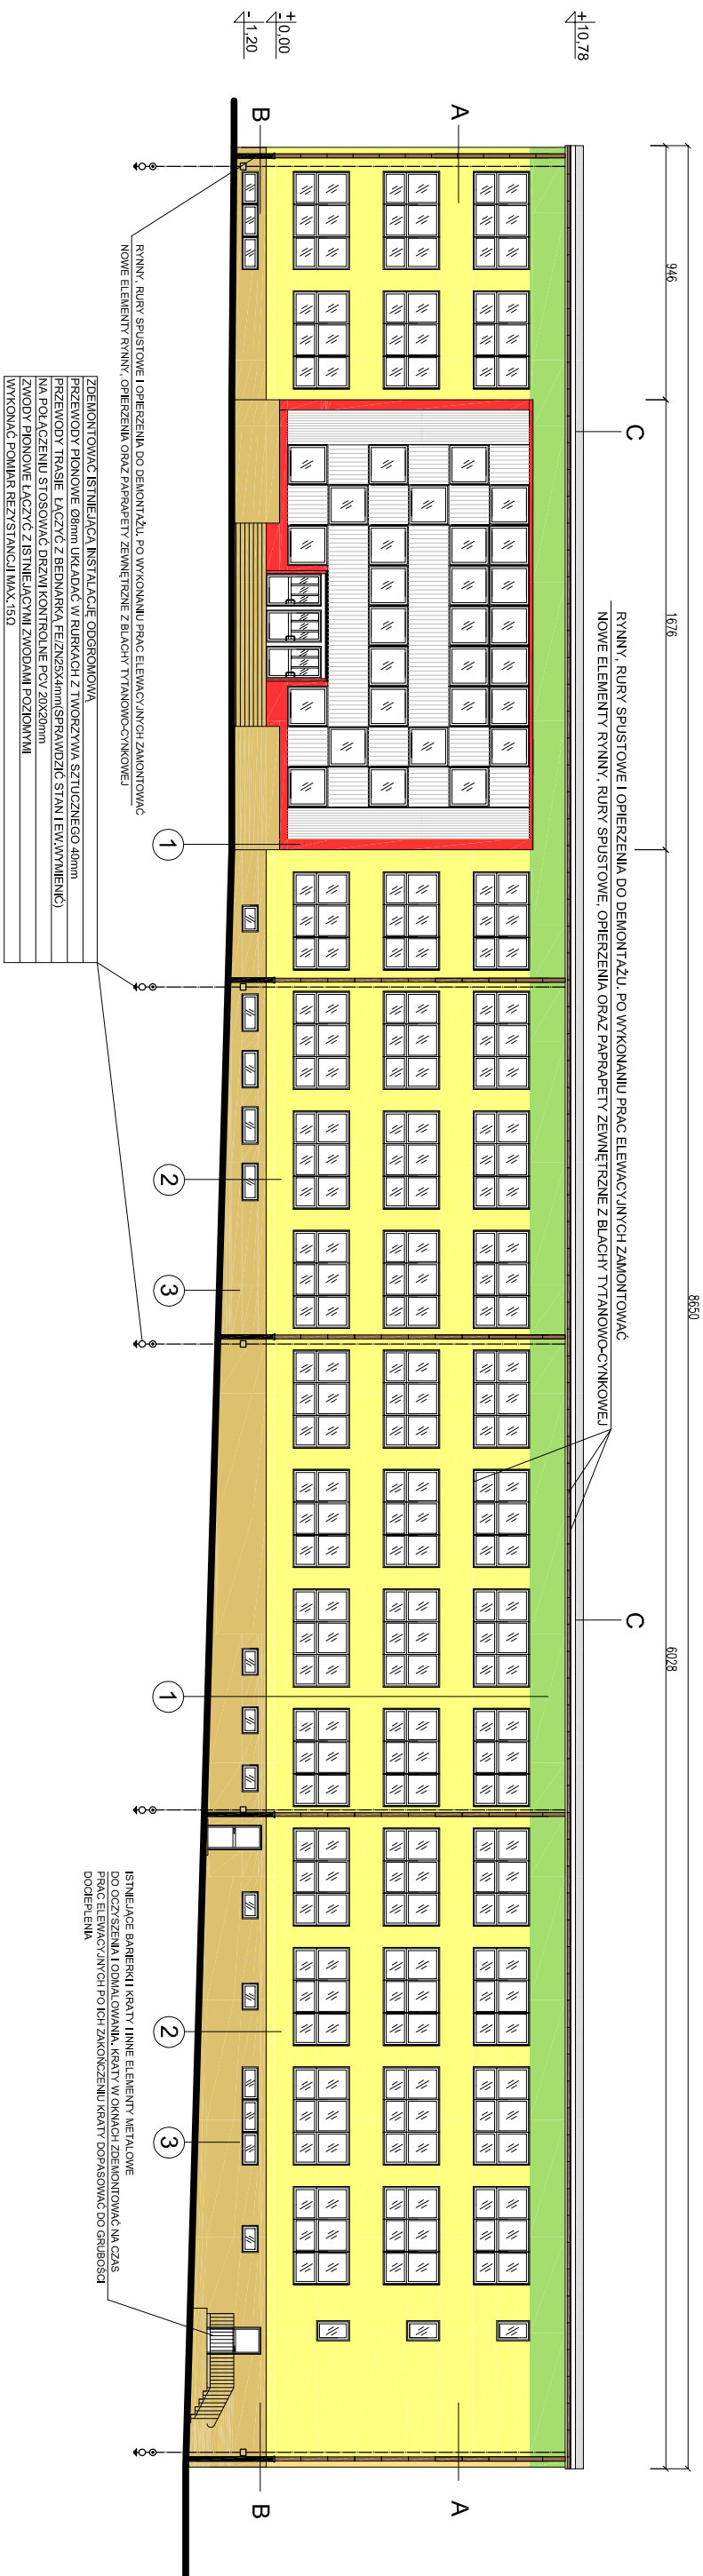 8650
946
1676
6028
+10,78
+
-0,00
-1,20
RYNNY, RURY SPUSTOWE I OPIERZENIA DO DEMONTAŻU. PO WYKONANIU PRAC ELEWACYJNYCH ZAMONTOWAĆ
NOWE ELEMENTY RYNNY, RURY SPUSTOWE, OPIERZENIA ORAZ PAPRAPETY ZEWNĘTRZNE Z BLACHY TYTANOWO-CYNKOWEJ
C
C
A
A
B
B
1
2
3
1
2
3
RYNNY, RURY SPUSTOWE I OPIERZENIA DO DEMONTAŻU. PO WYKONANIU PRAC ELEWACYJNYCH ZAMONTOWAĆ
NOWE ELEMENTY RYNNY, OPIERZENIA ORAZ PAPRAPETY ZEWNĘTRZNE Z BLACHY TYTANOWO-CYNKOWEJ
ZDEMONTOWAĆ ISTNIEJĄCĄ INSTALACJĘ ODGROMOWĄ
PRZEWODY PIONOWE Ø8mm UKŁADAĆ W RURKACH Z TWORZYWA SZTUCZNEGO 40mm
PRZEWODY TRASIE ŁĄCZYĆ Z BEDNARKĄ FE/ZN25X4mm(SPRAWDZIĆ STAN I EW.WYMIENIĆ)
NA POŁĄCZENIU STOSOWAĆ DRZWI KONTROLNE PCV 20X20mm
ZWODY PIONOWE ŁĄCZYĆ Z ISTNIEJĄCYMI ZWODAMI POZIOMYMI
WYKONAĆ POMIAR REZYSTANCJI MAX.15Ω
ISTNIEJĄCE BARIERKI I KRATY I INNE ELEMENTY METALOWE
DO OCZYSZENIA I ODMALOWANIA. KRATY W OKNACH ZDEMONTOWAĆ NA CZAS
PRAC ELEWACYJNYCH PO ICH ZAKOŃCZENIU KRATY DOPASOWAĆ DO GRUBOŚCI
DOCIEPLENIA